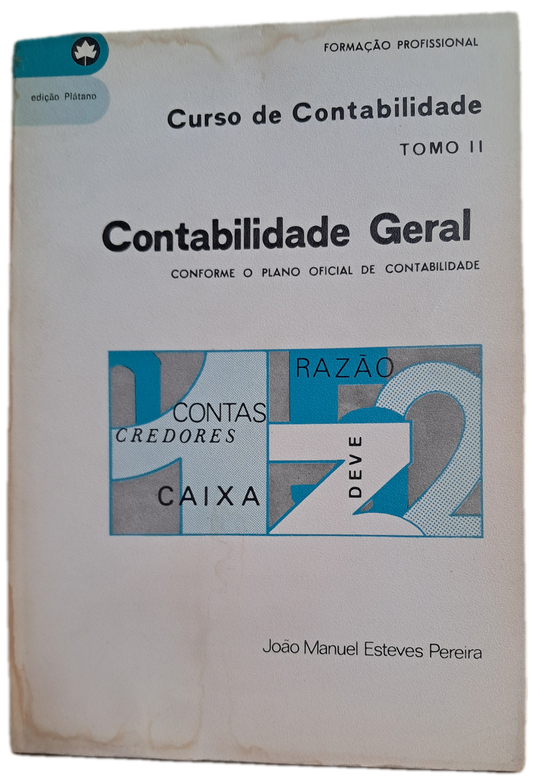 FORMAÇÃO PROFISSIONAL
edição Plátano
Curso de Contabilidade
TOMO II
Contabilidade Geral
CONFORME O PLANO OFICIAL DE CONTABILIDADE
RAZÃO
CONTAS
CREDORES
DEVE
CAIXA
João Manuel Esteves Pereira